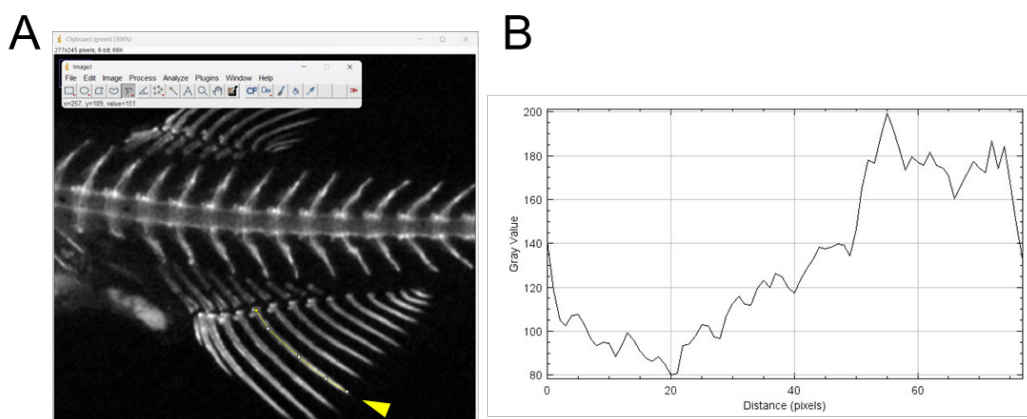 A
Clipboard (green) (300%)
277x245 pixels; 8-bit; 66K
ImageJ
File Edit Image Process Analyze Plugins Window Help
A CF Dev >>
x=257, y=109, value=151
B
200
180
160
140
120
100
80
Gray Value
0 20 40 60
Distance (pixels)